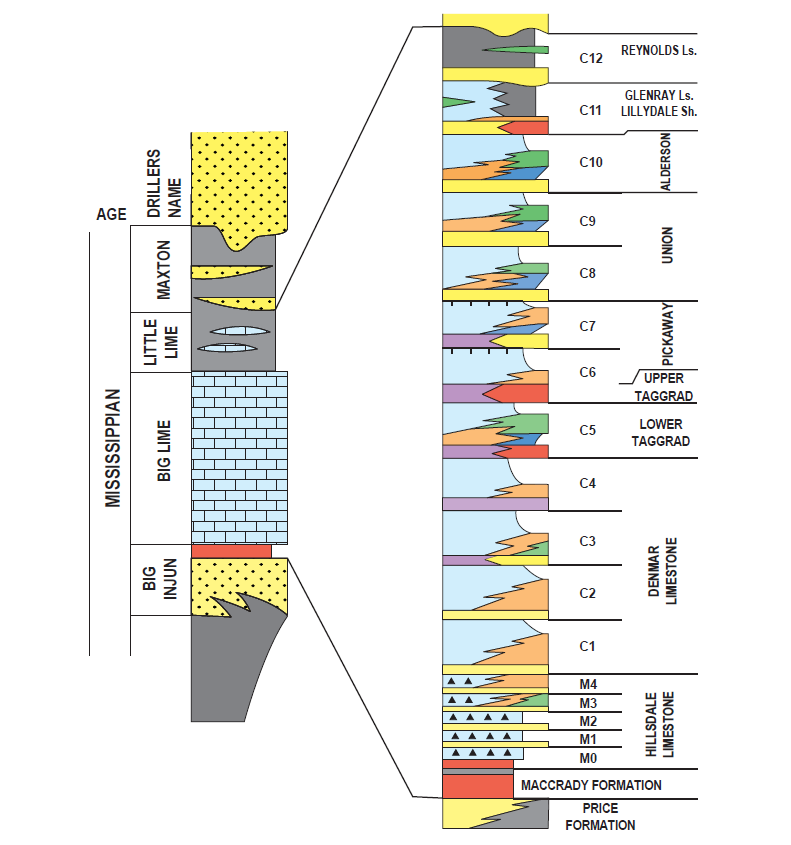 AGE
DRILLERS
NAME
MISSISSIPPIAN
MAXTON
LITTLE
LIME
BIG LIME
BIG
INJUN
C12
REYNOLDS Ls.
C11
GLENRAY Ls.
LILLYDALE Sh.
C10
ALDERSON
C9
UNION
C8
C7
PICKAWAY
C6
UPPER
TAGGRAD
C5
LOWER
TAGGRAD
C4
C3
DENMAR
LIMESTONE
C2
C1
M4
M3
HILLSDALE
LIMESTONE
M2
M1
M0
MACCRADY FORMATION
PRICE
FORMATION